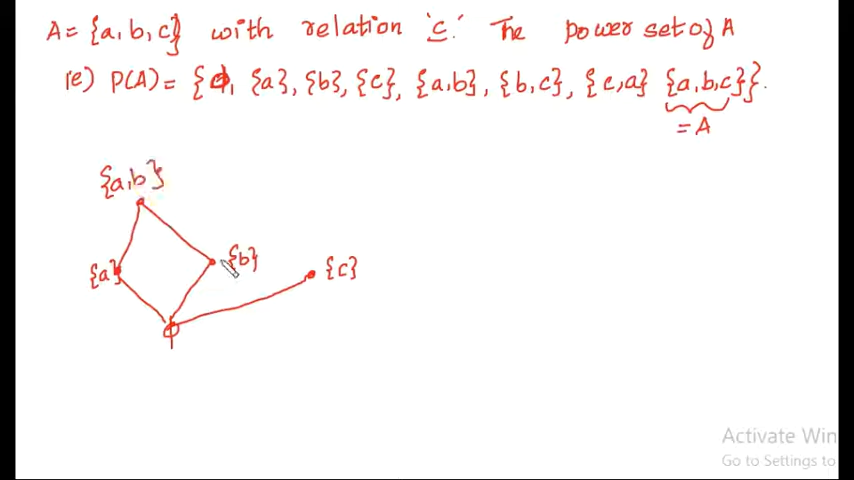 A = {a, b, c} with relation '⊆'. The power set of A
(ie) P(A) = { ϕ, {a}, {b}, {c}, {a,b}, {b,c}, {c,a} {a,b,c}}.
= A
{a,b}
{a}
{b}
{c}
ϕ
Activate Win
Go to Settings to